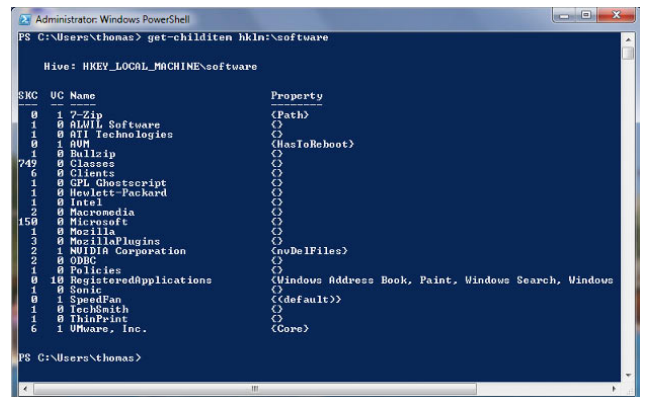 Administrator: Windows PowerShell
PS C:\Users\thomas> get-childitem hklm:\software
Hive: HKEY_LOCAL_MACHINE\software
SKC VC Name Property
--- -- ---- --------
0 1 7-Zip {Path}
1 0 ALWIL Software {}
1 0 ATI Technologies {}
0 1 AVM {HasToReboot}
1 0 Bullzip {}
749 0 Classes {}
6 0 Clients {}
1 0 GPL Ghostscript {}
1 0 Hewlett-Packard {}
1 0 Intel {}
2 0 Macromedia {}
150 0 Microsoft {}
1 0 Mozilla {}
3 0 MozillaPlugins {}
2 1 NVIDIA Corporation {nvDelFiles}
2 0 ODBC {}
1 0 Policies {}
0 10 RegisteredApplications {Windows Address Book, Paint, Windows Search, Windows
1 0 Sonic {}
0 1 SpeedFan {(default)}
1 0 TechSmith {}
1 0 ThinPrint {}
6 1 VMware, Inc. {Core}
PS C:\Users\thomas>